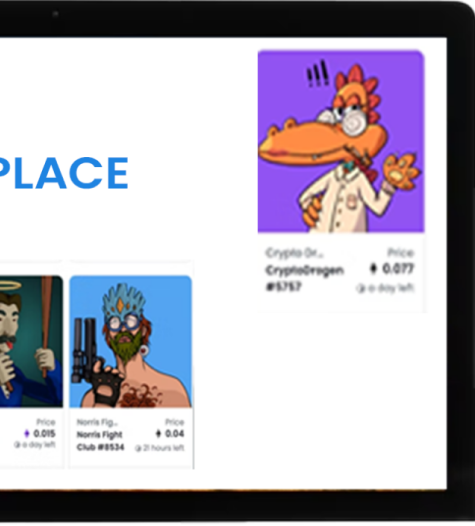 PLACE
Crypto Dr... Price
CryptoDragen 0.077
#5757 a day left
Price
0.015
a day left
Norris Fig... Price
Norris Fight 0.04
Club #8534 21 hours left